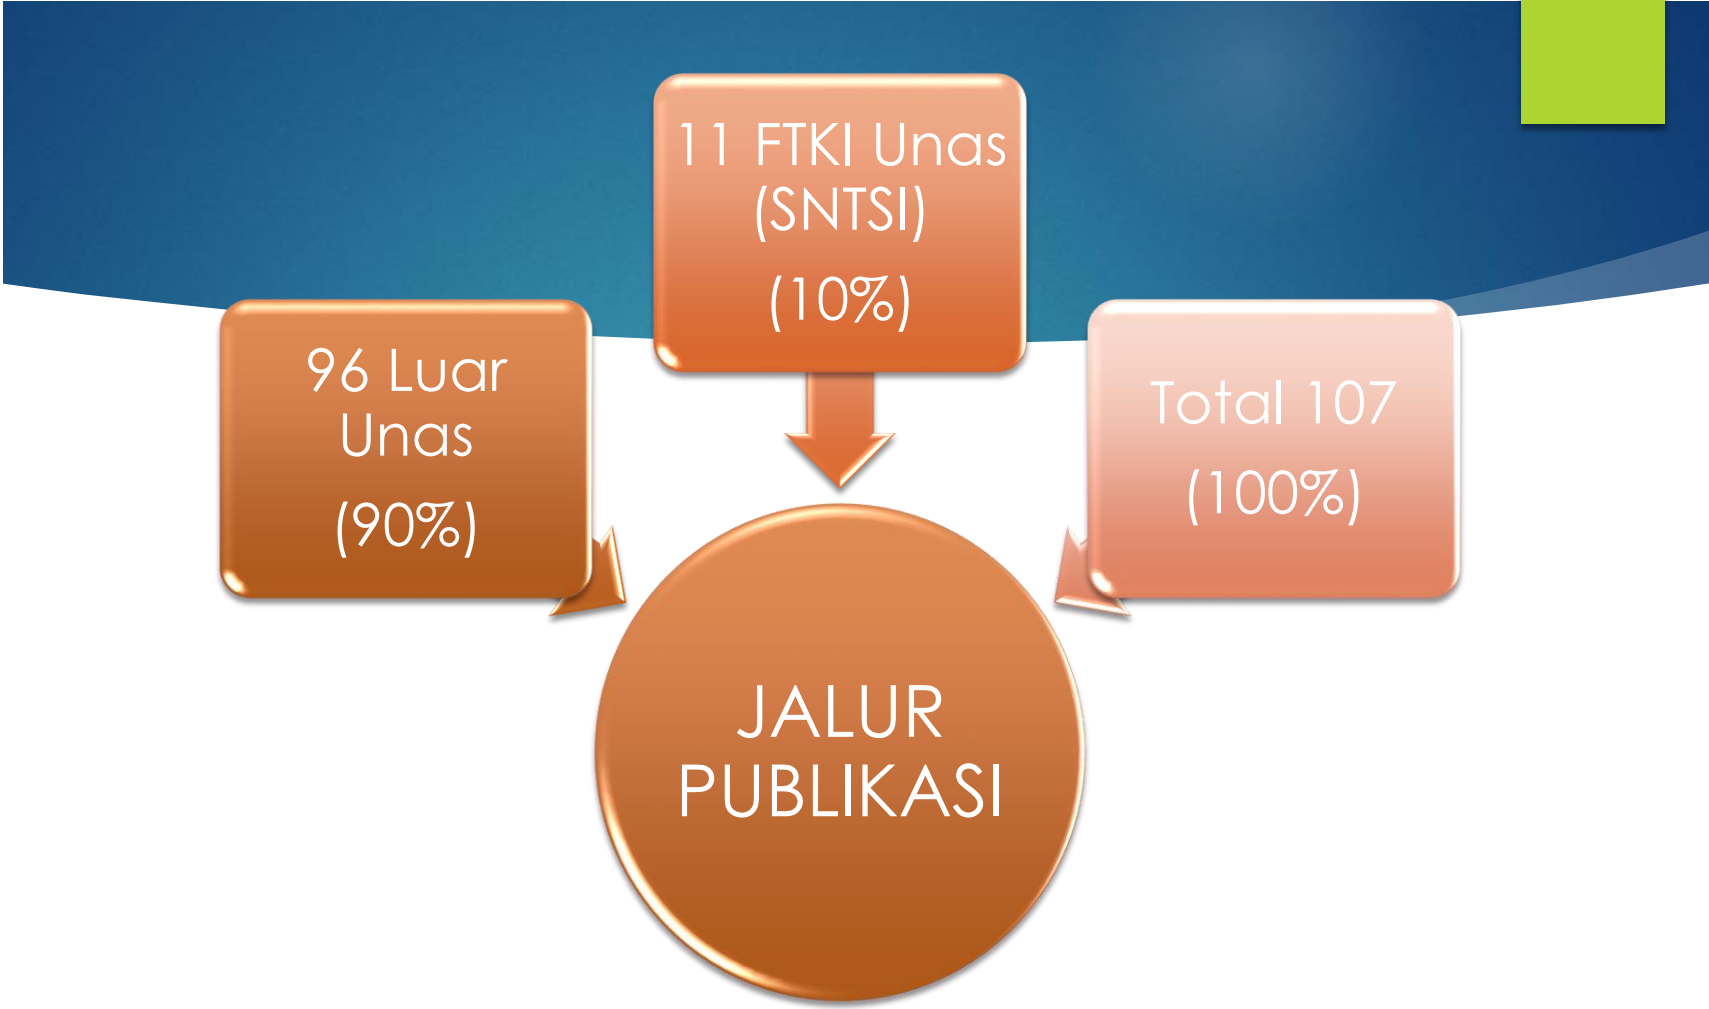 96 Luar
Unas
(90%)
11 FTKI Unas
(SNTSI)
(10%)
Total 107
(100%)
JALUR
PUBLIKASI